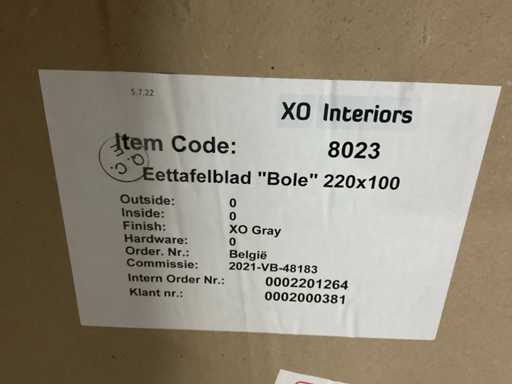 5.7.22
XO Interiors
Item Code: 8023
Eettafelblad "Bole" 220x100
Outside: 0
Inside: 0
Finish: XO Gray
Hardware: 0
Order. Nr.: België
Commissie: 2021-VB-48183
Intern Order Nr.: 0002201264
Klant nr.: 0002000381